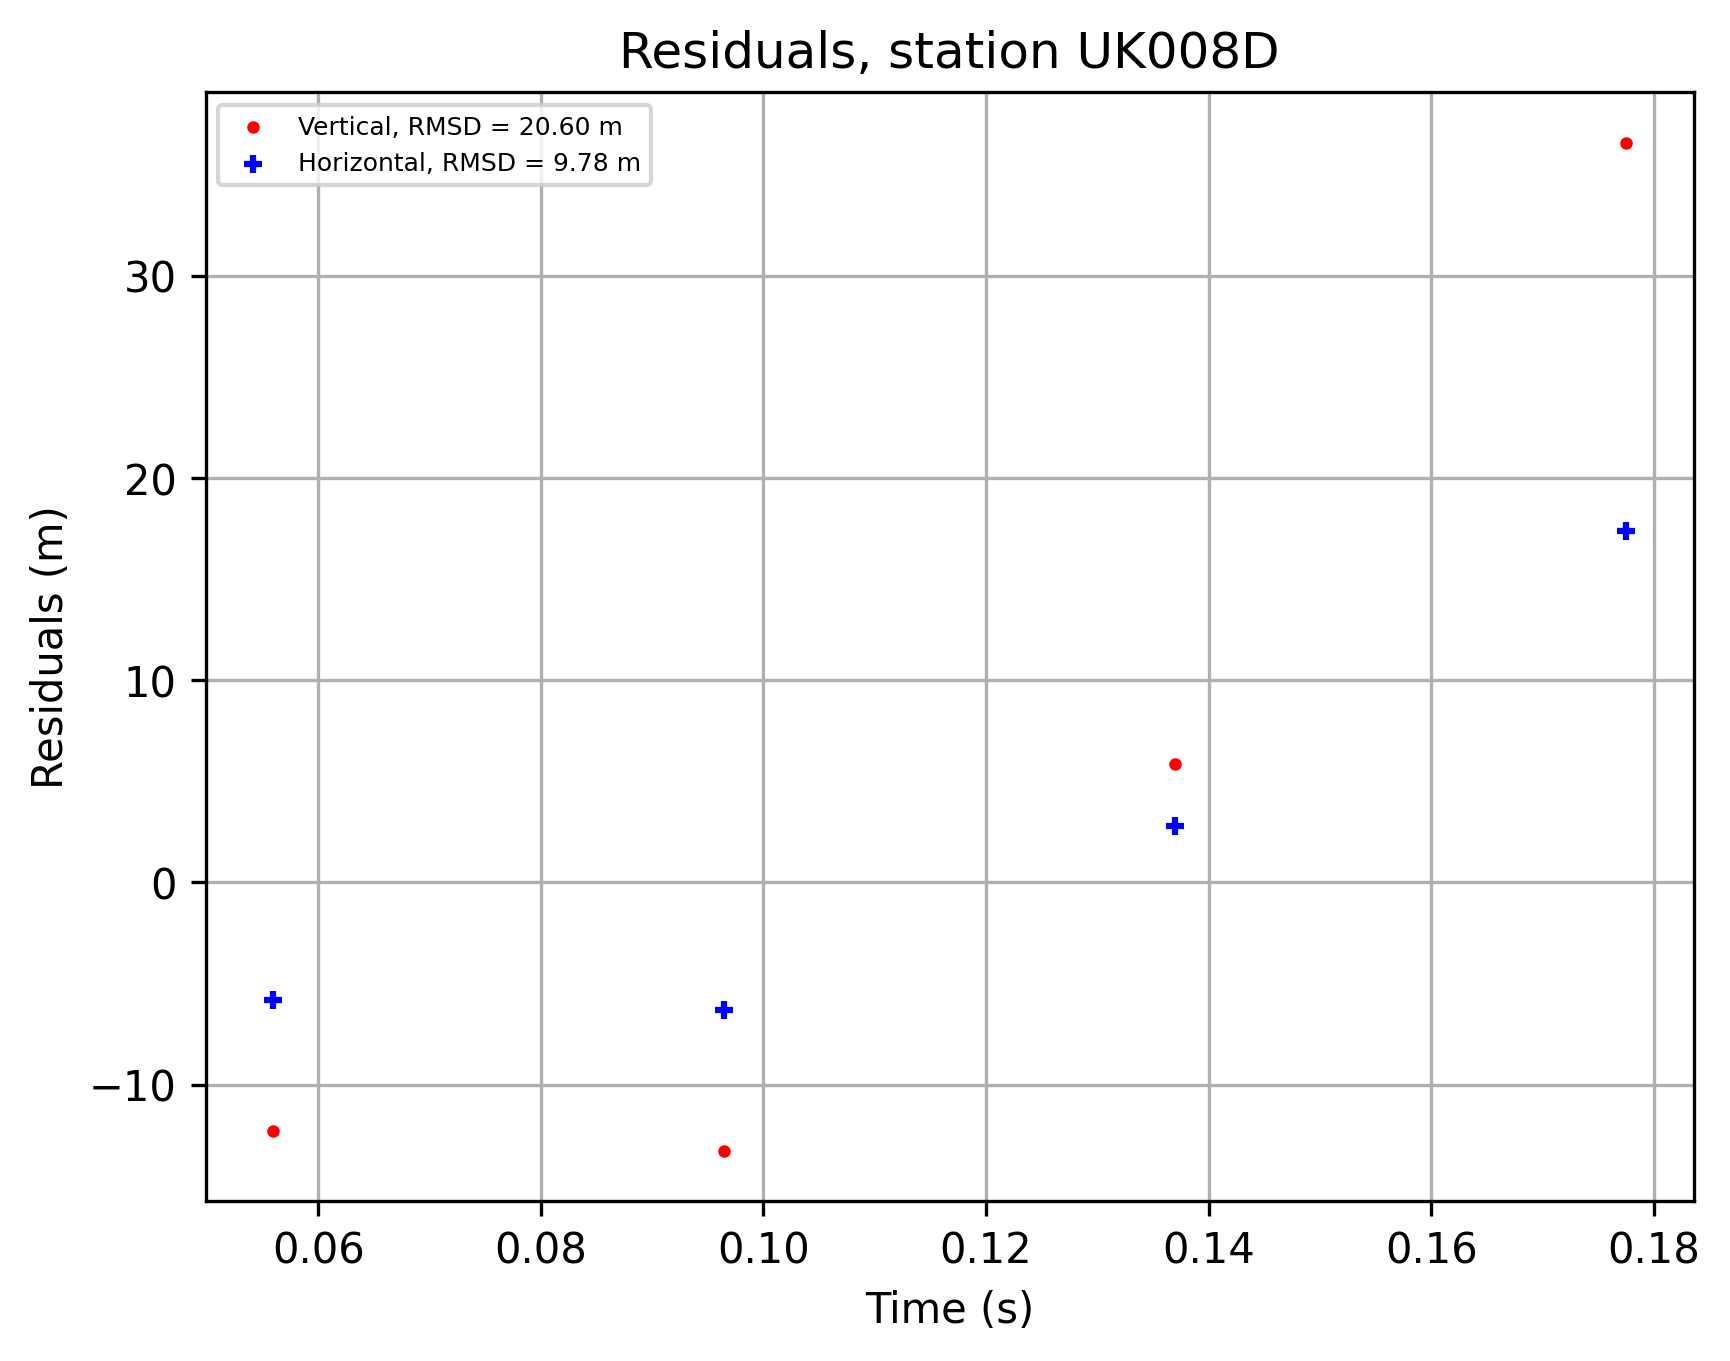 Residuals, station UK008D
Vertical, RMSD = 20.60 m
Horizontal, RMSD = 9.78 m
Residuals (m)
30
20
10
0
−10
0.06 0.08 0.10 0.12 0.14 0.16 0.18
Time (s)